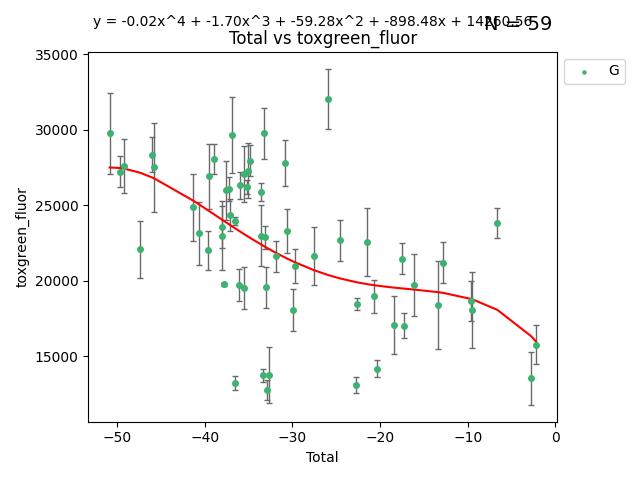 y = -0.02x^4 + -1.70x^3 + -59.28x^2 + -898.48x + 14260.56
N = 59
Total vs toxgreen_fluor
G
toxgreen_fluor
35000
30000
25000
20000
15000
−50
−40
−30
−20
−10
0
Total